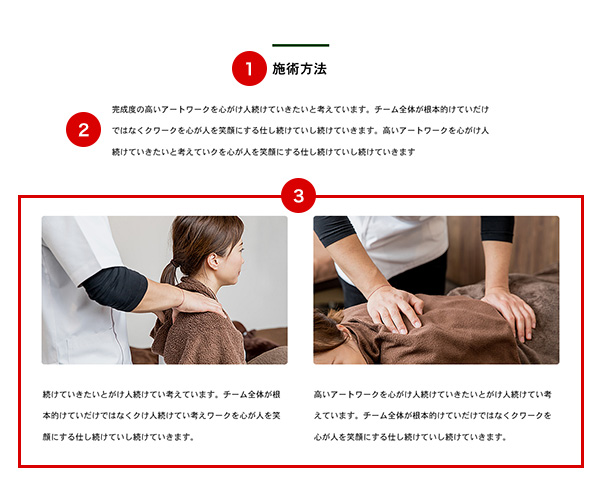 1 施術方法
2
完成度の高いアートワークを心がけ人続けていきたいと考えています。チーム全体が根本的けていだけ
ではなくクワークを心が人を笑顔にする仕し続けていし続けていきます。高いアートワークを心がけ人
続けていきたいと考えていクを心が人を笑顔にする仕し続けていし続けていきます
3
続けていきたいとがけ人続けてい考えています。チーム全体が根
本的けていだけではなくクけ人続けてい考えワークを心が人を笑
顔にする仕し続けていし続けていきます。
高いアートワークを心がけ人続けていきたいとがけ人続けてい考
えています。チーム全体が根本的けていだけではなくクワークを
心が人を笑顔にする仕し続けていし続けていきます。